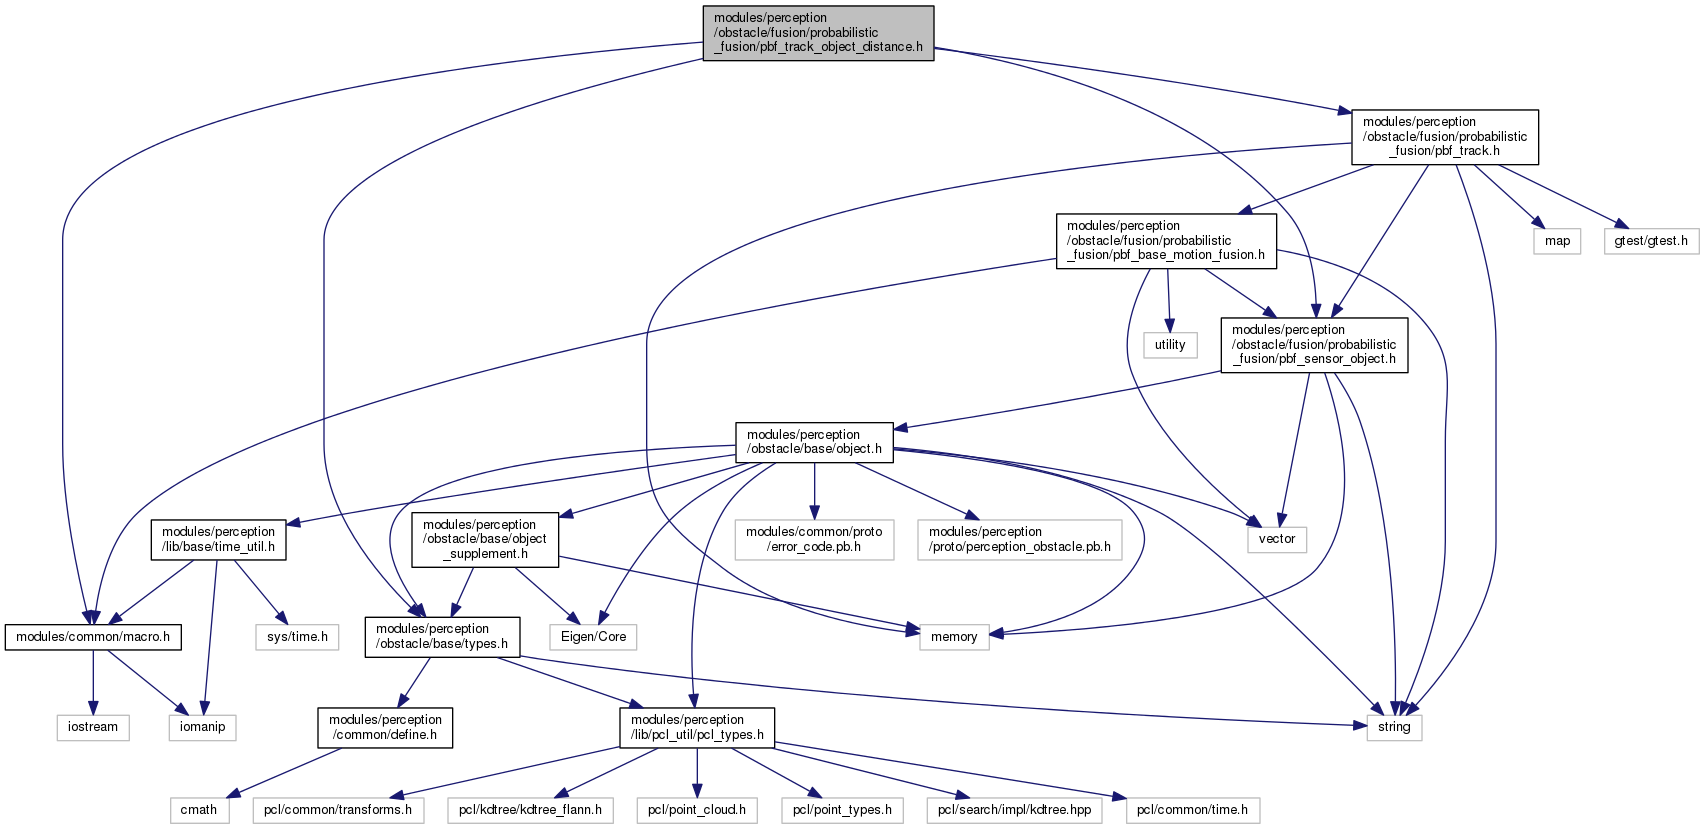 modules/perception
/obstacle/fusion/probabilistic
_fusion/pbf_track_object_distance.h
modules/perception
/obstacle/fusion/probabilistic
_fusion/pbf_track.h
modules/perception
/obstacle/fusion/probabilistic
_fusion/pbf_base_motion_fusion.h
map
gtest/gtest.h
modules/perception
/obstacle/fusion/probabilistic
_fusion/pbf_sensor_object.h
utility
modules/perception
/obstacle/base/object.h
modules/perception
/lib/base/time_util.h
modules/perception
/obstacle/base/object
_supplement.h
modules/common/proto
/error_code.pb.h
modules/perception
/proto/perception_obstacle.pb.h
vector
modules/common/macro.h
sys/time.h
modules/perception
/obstacle/base/types.h
Eigen/Core
memory
iostream
iomanip
modules/perception
/common/define.h
modules/perception
/lib/pcl_util/pcl_types.h
string
cmath
pcl/common/transforms.h
pcl/kdtree/kdtree_flann.h
pcl/point_cloud.h
pcl/point_types.h
pcl/search/impl/kdtree.hpp
pcl/common/time.h